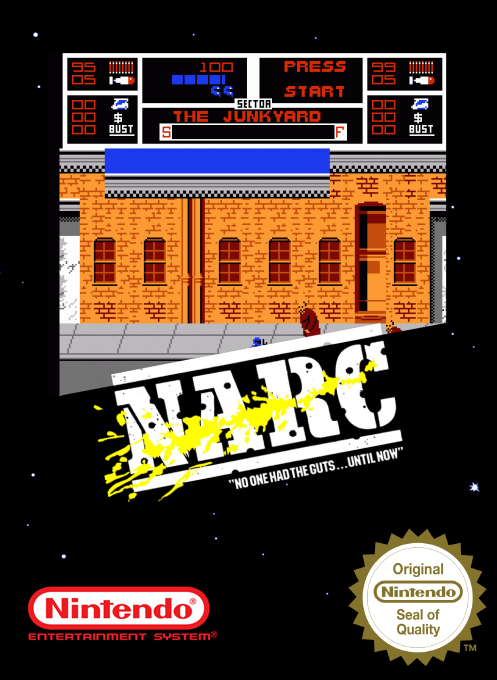 95
05
100
PRESS
START
99
05
00
00
00
$
BUST
SECTOR
THE JUNKYARD
S F
00
00
00
$
BUST
NARC
"NO ONE HAD THE GUTS...UNTIL NOW"
Nintendo®
ENTERTAINMENT SYSTEM®
Original
Nintendo
Seal of
Quality
TM